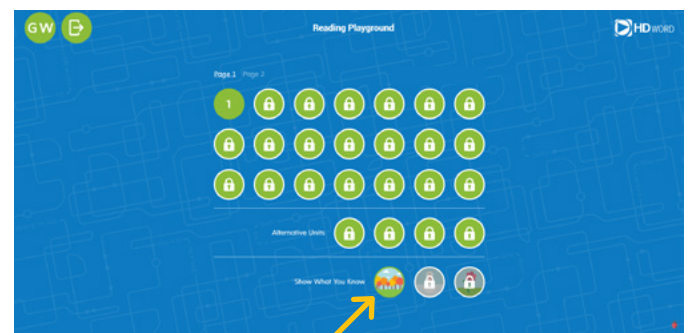 GW
Reading Playground
HD WORD
Page 1 Page 2
1
Alternative Units
Show What You Know